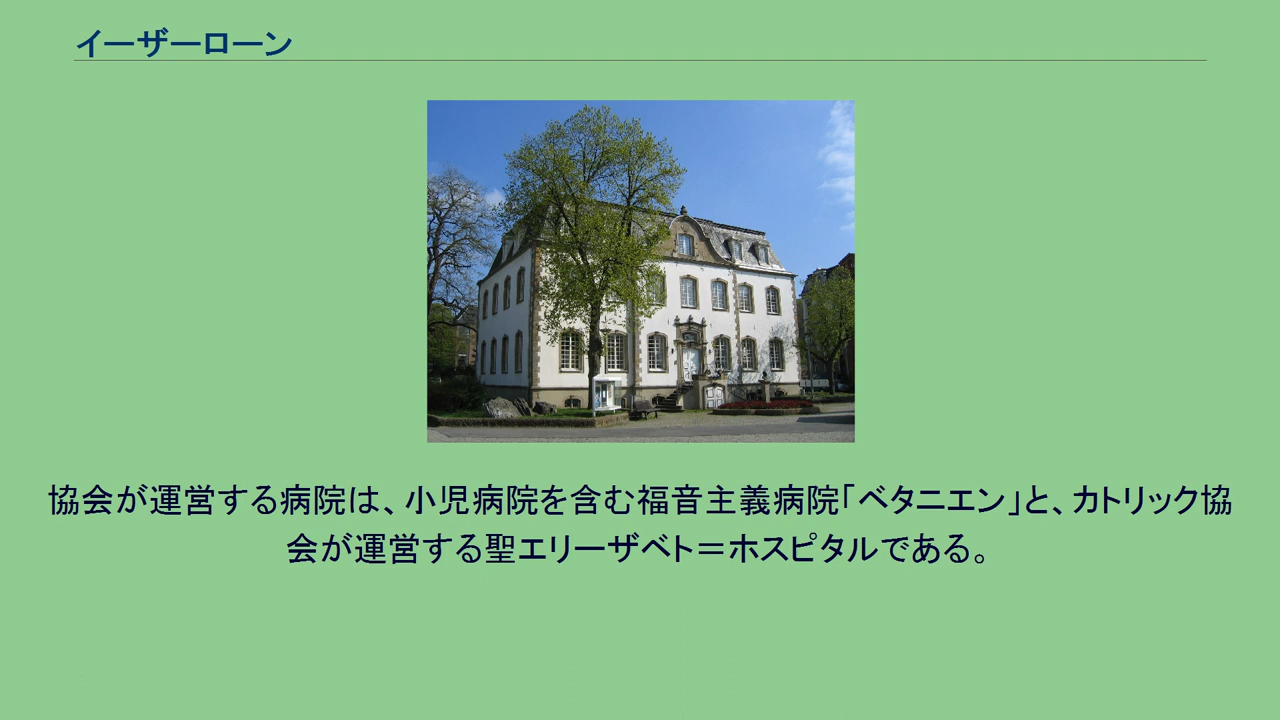 イーザーローン
協会が運営する病院は、小児病院を含む福音主義病院「ベタニエン」と、カトリック協
会が運営する聖エリーザベト＝ホスピタルである。